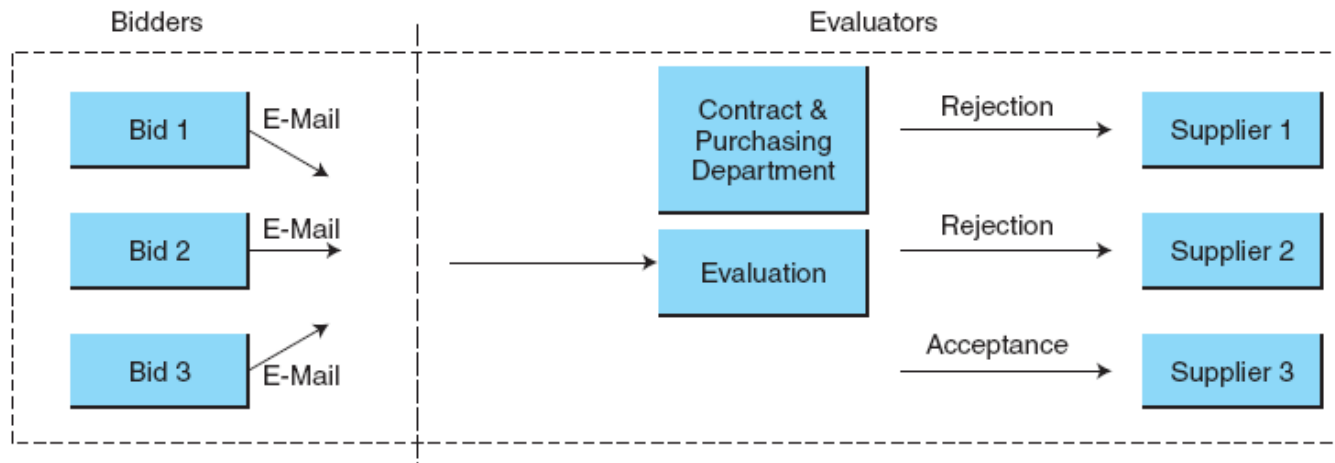 Bidders
Evaluators
Bid 1
E-Mail
Bid 2
E-Mail
Bid 3
E-Mail
Contract &
Purchasing
Department
Evaluation
Rejection
Supplier 1
Rejection
Supplier 2
Acceptance
Supplier 3